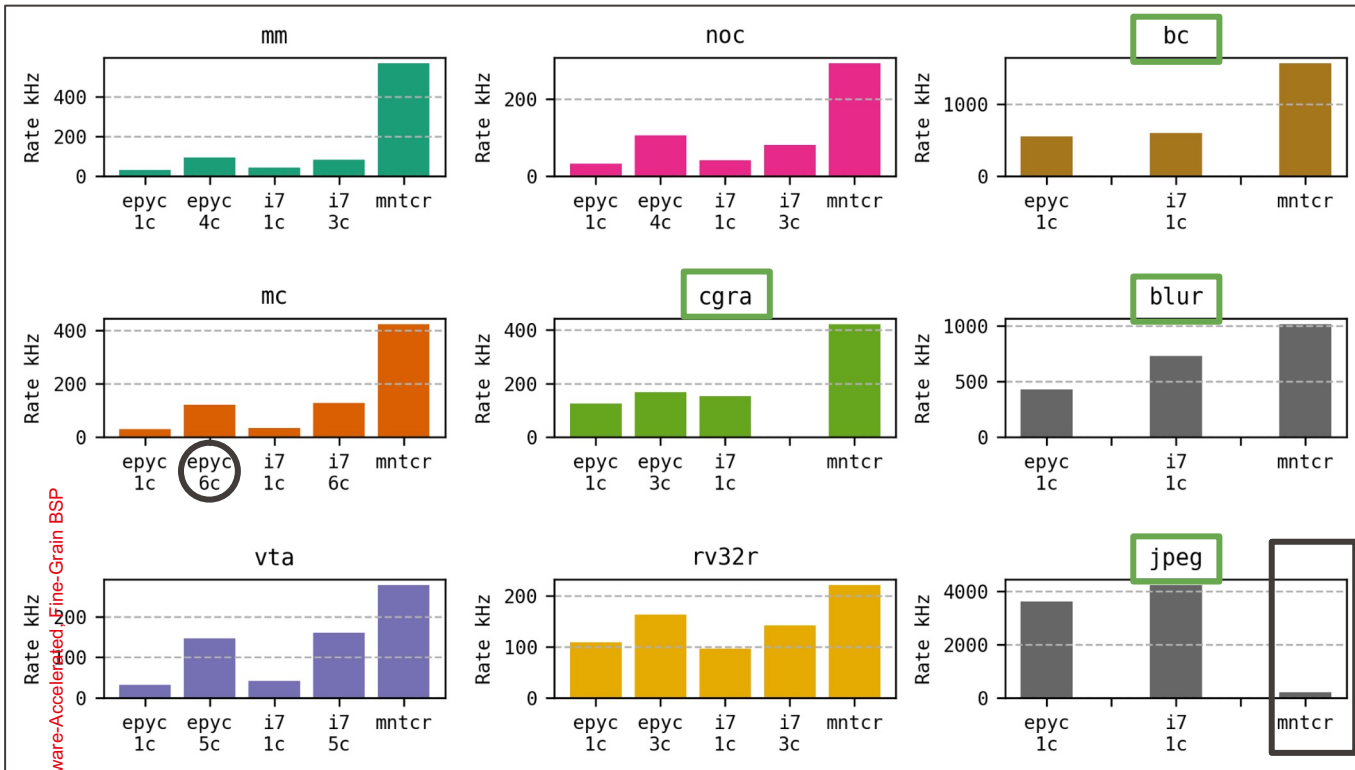 mm
Rate kHz
400
200
0
epyc 1c
epyc 4c
i7 1c
i7 3c
mntcr
noc
Rate kHz
200
0
epyc 1c
epyc 4c
i7 1c
i7 3c
mntcr
bc
Rate kHz
1000
0
epyc 1c
i7 1c
mntcr
mc
Rate kHz
400
200
0
epyc 1c
epyc 6c
i7 1c
i7 6c
mntcr
cgra
Rate kHz
400
200
0
epyc 1c
epyc 3c
i7 1c
mntcr
blur
Rate kHz
1000
500
0
epyc 1c
i7 1c
mntcr
vta
Rate kHz
200
100
0
epyc 1c
epyc 5c
i7 1c
i7 5c
mntcr
rv32r
Rate kHz
200
100
0
epyc 1c
epyc 3c
i7 1c
i7 3c
mntcr
jpeg
Rate kHz
4000
2000
0
epyc 1c
i7 1c
mntcr
ware-Accelerated, Fine-Grain BSP